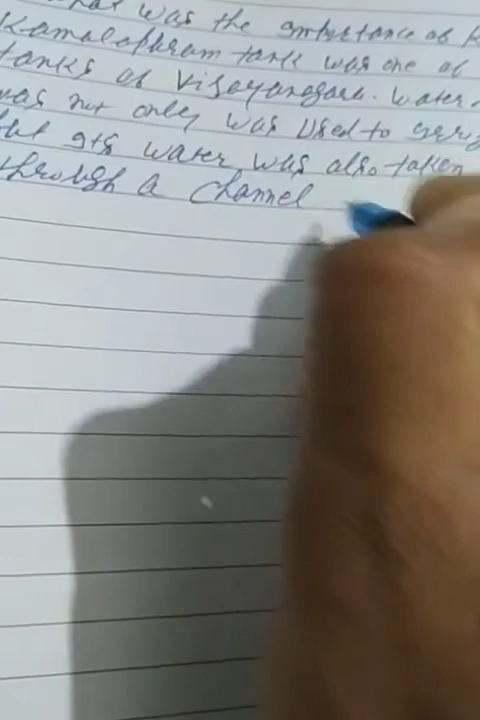 was the importance of
Kamalapuram tank was one of
tanks of Vijayanagara. Water
was not only was used to
but its water was also taken
through a channel